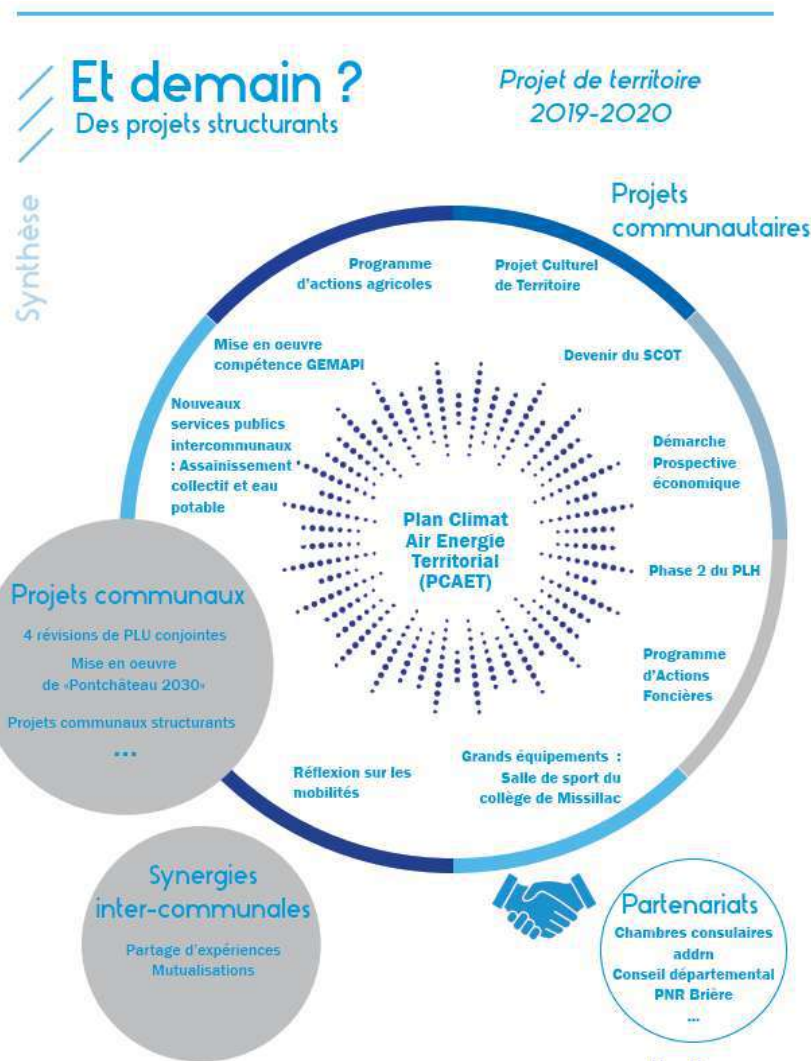 Et demain ?
Des projets structurants
Projet de territoire
2019-2020
Synthèse
Projets
communautaires
Programme
d'actions agricoles
Projet Culturel
de Territoire
Mise en oeuvre
compétence GEMAPI
Devenir du SCOT
Nouveaux
services publics
intercommunaux
: Assainissement
collectif et eau
potable
Démarche
Prospective
économique
Plan Climat
Air Energie
Territorial
(PCAET)
Phase 2 du PLH
Projets communaux
4 révisions de PLU conjointes
Mise en oeuvre
de «Pontchâteau 2030»
Projets communaux structurants
...
Programme
d'Actions
Foncières
Réflexion sur les
mobilités
Grands équipements :
Salle de sport du
collège de Missillac
Synergies
inter-communales
Partage d'expériences
Mutualisations
Partenariats
Chambres consulaires
addrn
Conseil départemental
PNR Brière
...